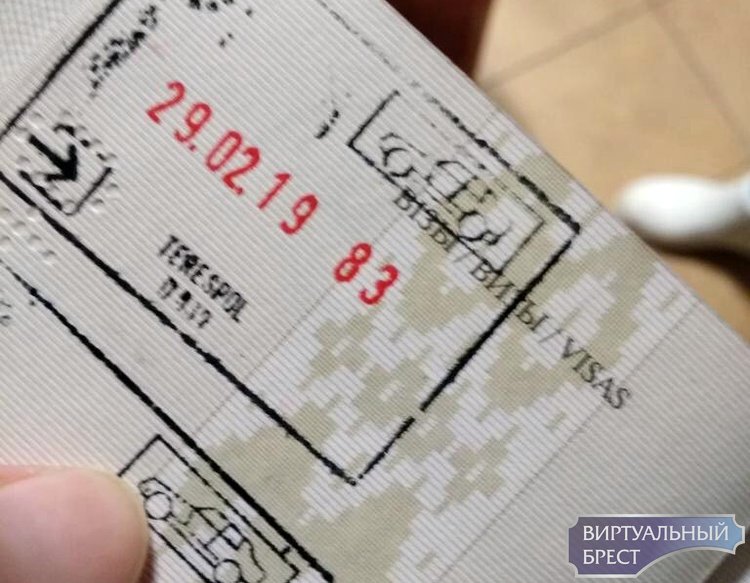 29.02.19 83
TERESPOL
ВІЗЫ / ВИЗЫ / VISAS
ВИРТУАЛЬНЫЙ
БРЕСТ